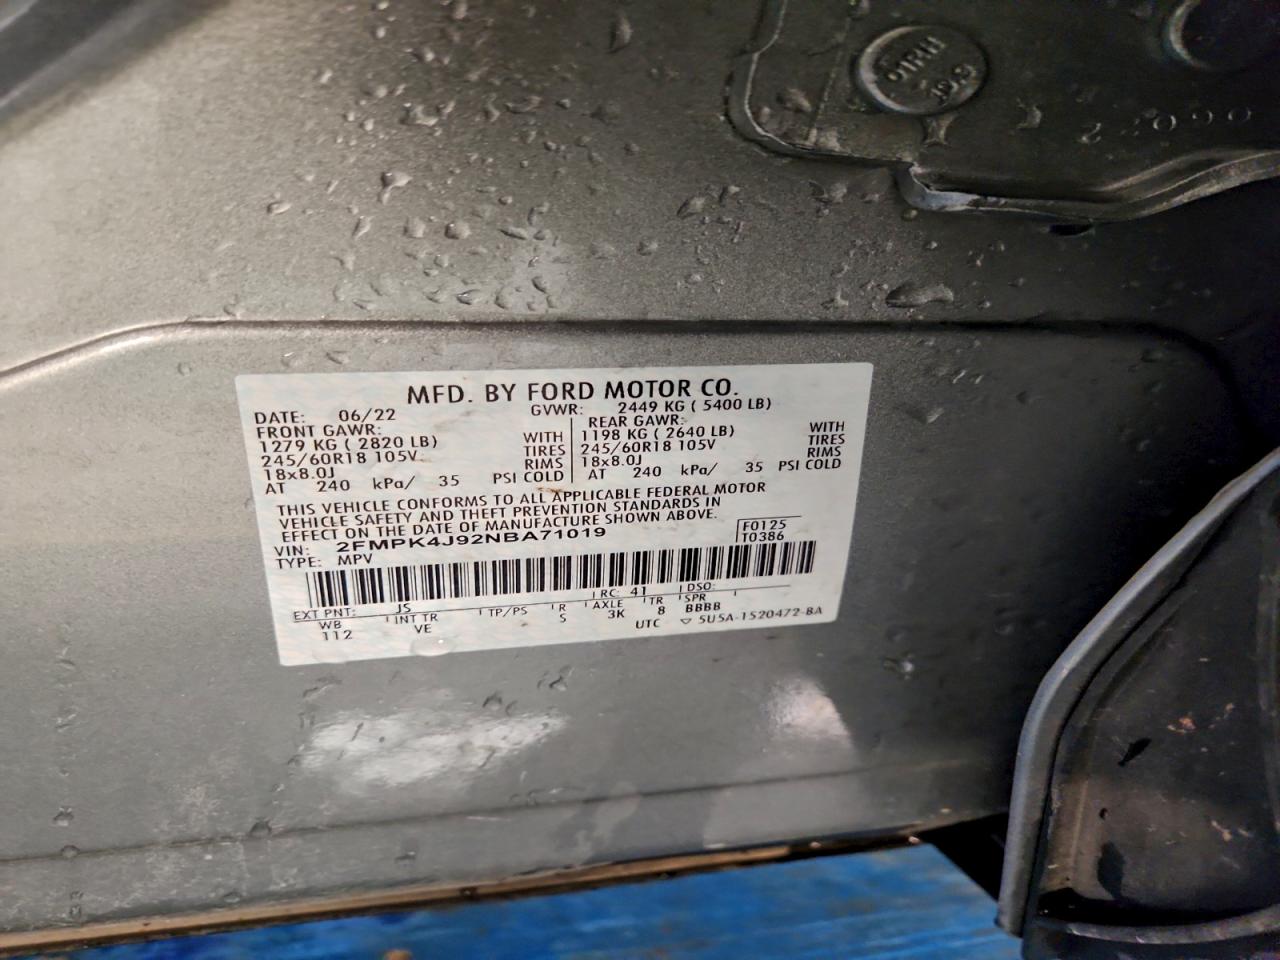 MFD. BY FORD MOTOR CO.
DATE: 06/22 GVWR: 2449 KG ( 5400 LB)
FRONT GAWR: REAR GAWR:
1279 KG ( 2820 LB) WITH 1198 KG ( 2640 LB) WITH
245/60R18 105V TIRES 245/60R18 105V TIRES
18x8.0J RIMS 18x8.0J RIMS
AT 240 kPa/ 35 PSI COLD AT 240 kPa/ 35 PSI COLD
THIS VEHICLE CONFORMS TO ALL APPLICABLE FEDERAL MOTOR
VEHICLE SAFETY AND THEFT PREVENTION STANDARDS IN
EFFECT ON THE DATE OF MANUFACTURE SHOWN ABOVE.
VIN: 2FMPK4J92NBA71019 F0125
TYPE: MPV T0386
EXT PNT: JS RC: 41 DSO:
WB INT TR TP/PS R AXLE TR SPR
112 VE S 3K 8 BBBB
UTC ▽ 5U5A-1520472-BA